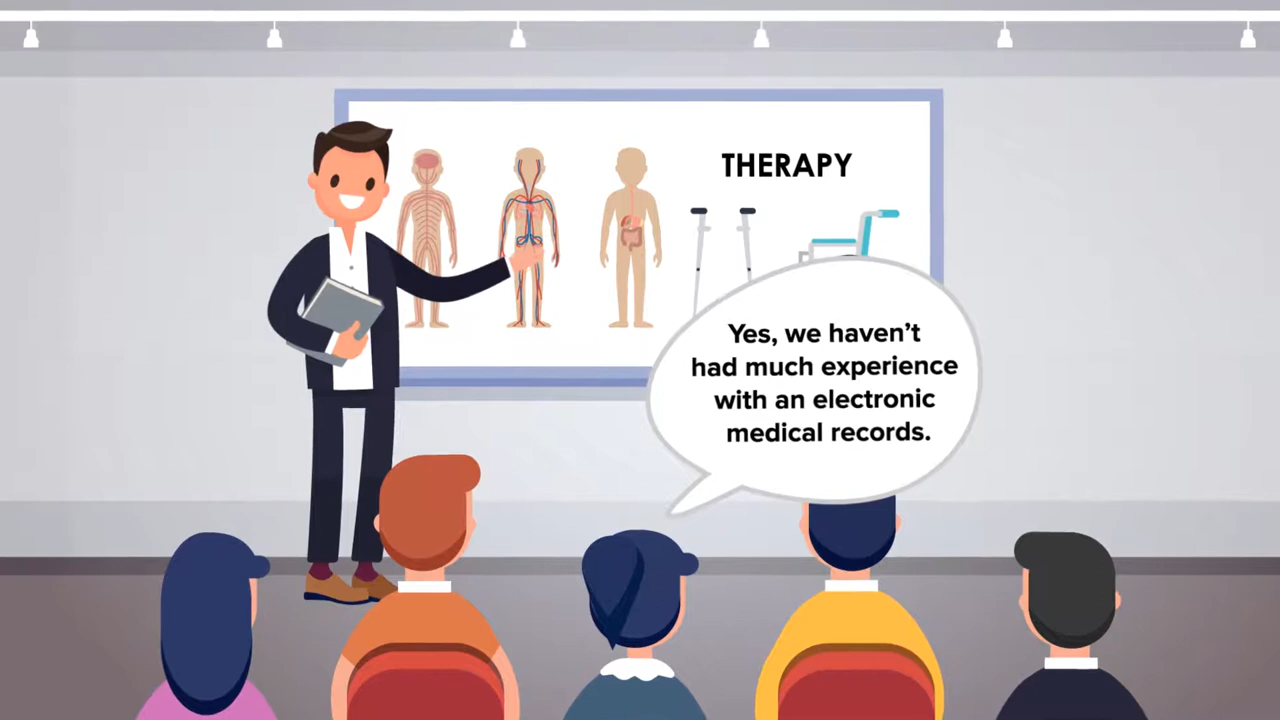 THERAPY
Yes, we haven’t
had much experience
with an electronic
medical records.